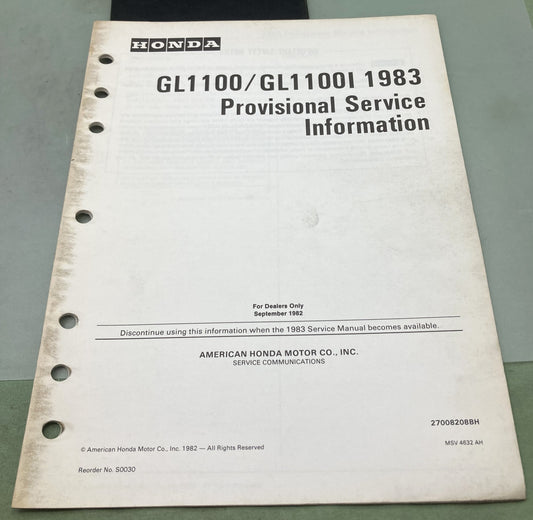 HONDA
GL1100/GL1100I 1983
Provisional Service
Information
For Dealers Only
September 1982
Discontinue using this information when the 1983 Service Manual becomes available.
AMERICAN HONDA MOTOR CO., INC.
SERVICE COMMUNICATIONS
27008208BH
© American Honda Motor Co., Inc. 1982 — All Rights Reserved
MSV 4632 AH
Reorder No. S0030